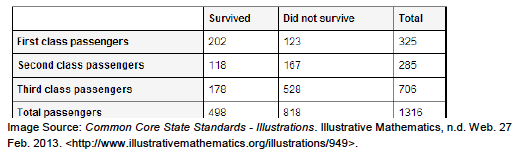 Survived Did not survive Total
First class passengers 202 123 325
Second class passengers 118 167 285
Third class passengers 178 528 706
Total passengers 498 818 1316
Image Source: Common Core State Standards - Illustrations. Illustrative Mathematics, n.d. Web. 27
Feb. 2013. <http://www.illustrativemathematics.org/illustrations/949>.